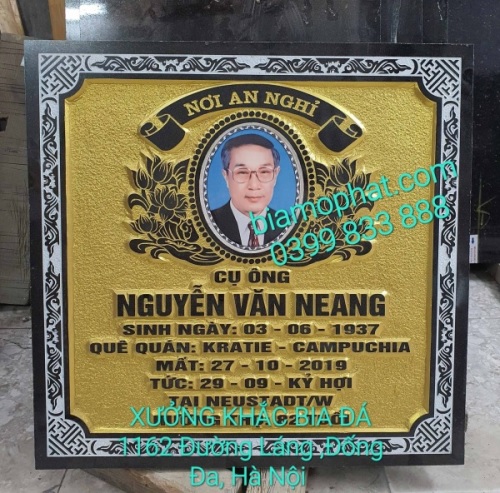 NƠI AN NGHỈ
biamophat.com
0399 833 888
CỤ ÔNG
NGUYỄN VĂN NEANG
SINH NGÀY: 03 - 06 - 1937
QUÊ QUÁN: KRATIE - CAMPUCHIA
MẤT: 27 - 10 - 2019
TỨC: 29 - 09 - KỶ HỢI
TẠI NEUSTADT/W
XƯỞNG KHẮC BIA ĐÁ
1162 Đường Láng ,Đống
Đa, Hà Nội